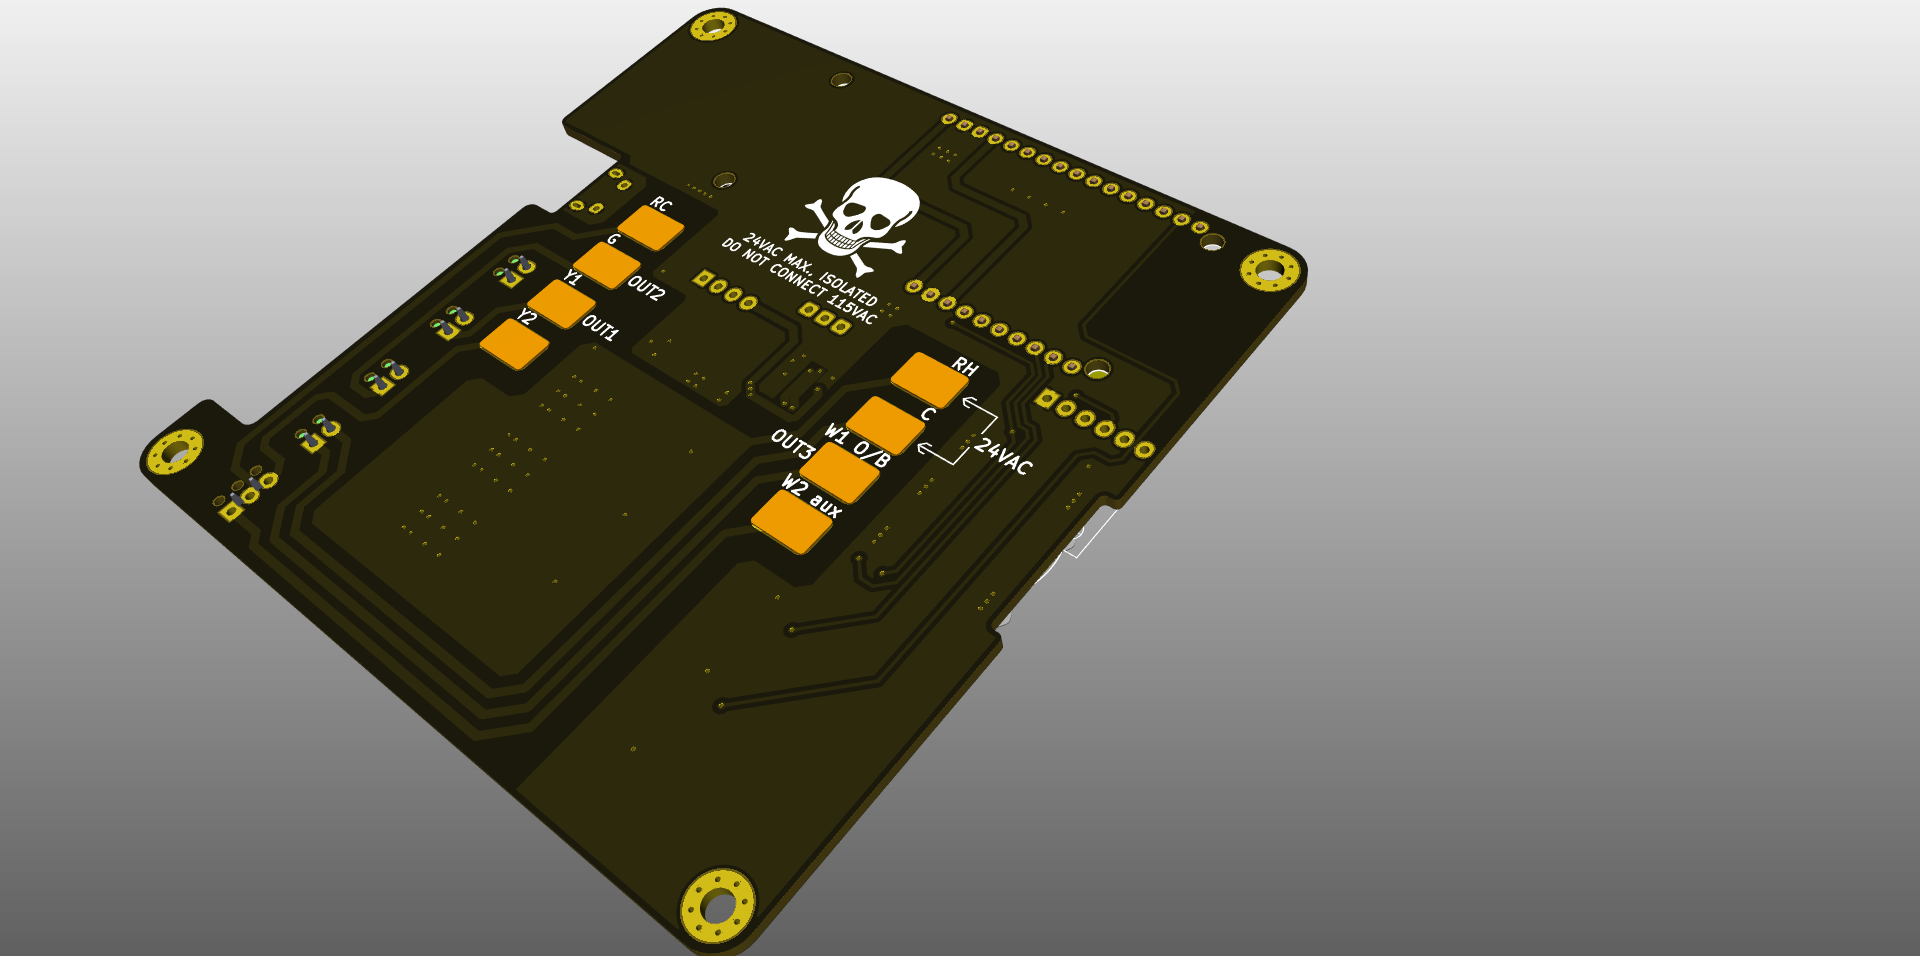 RC
G
Y1
Y2
OUT2
OUT1
24VAC MAX., ISOLATED
DO NOT CONNECT 115VAC
RH
C
W1 O/B
W2 aux
OUT3
24VAC